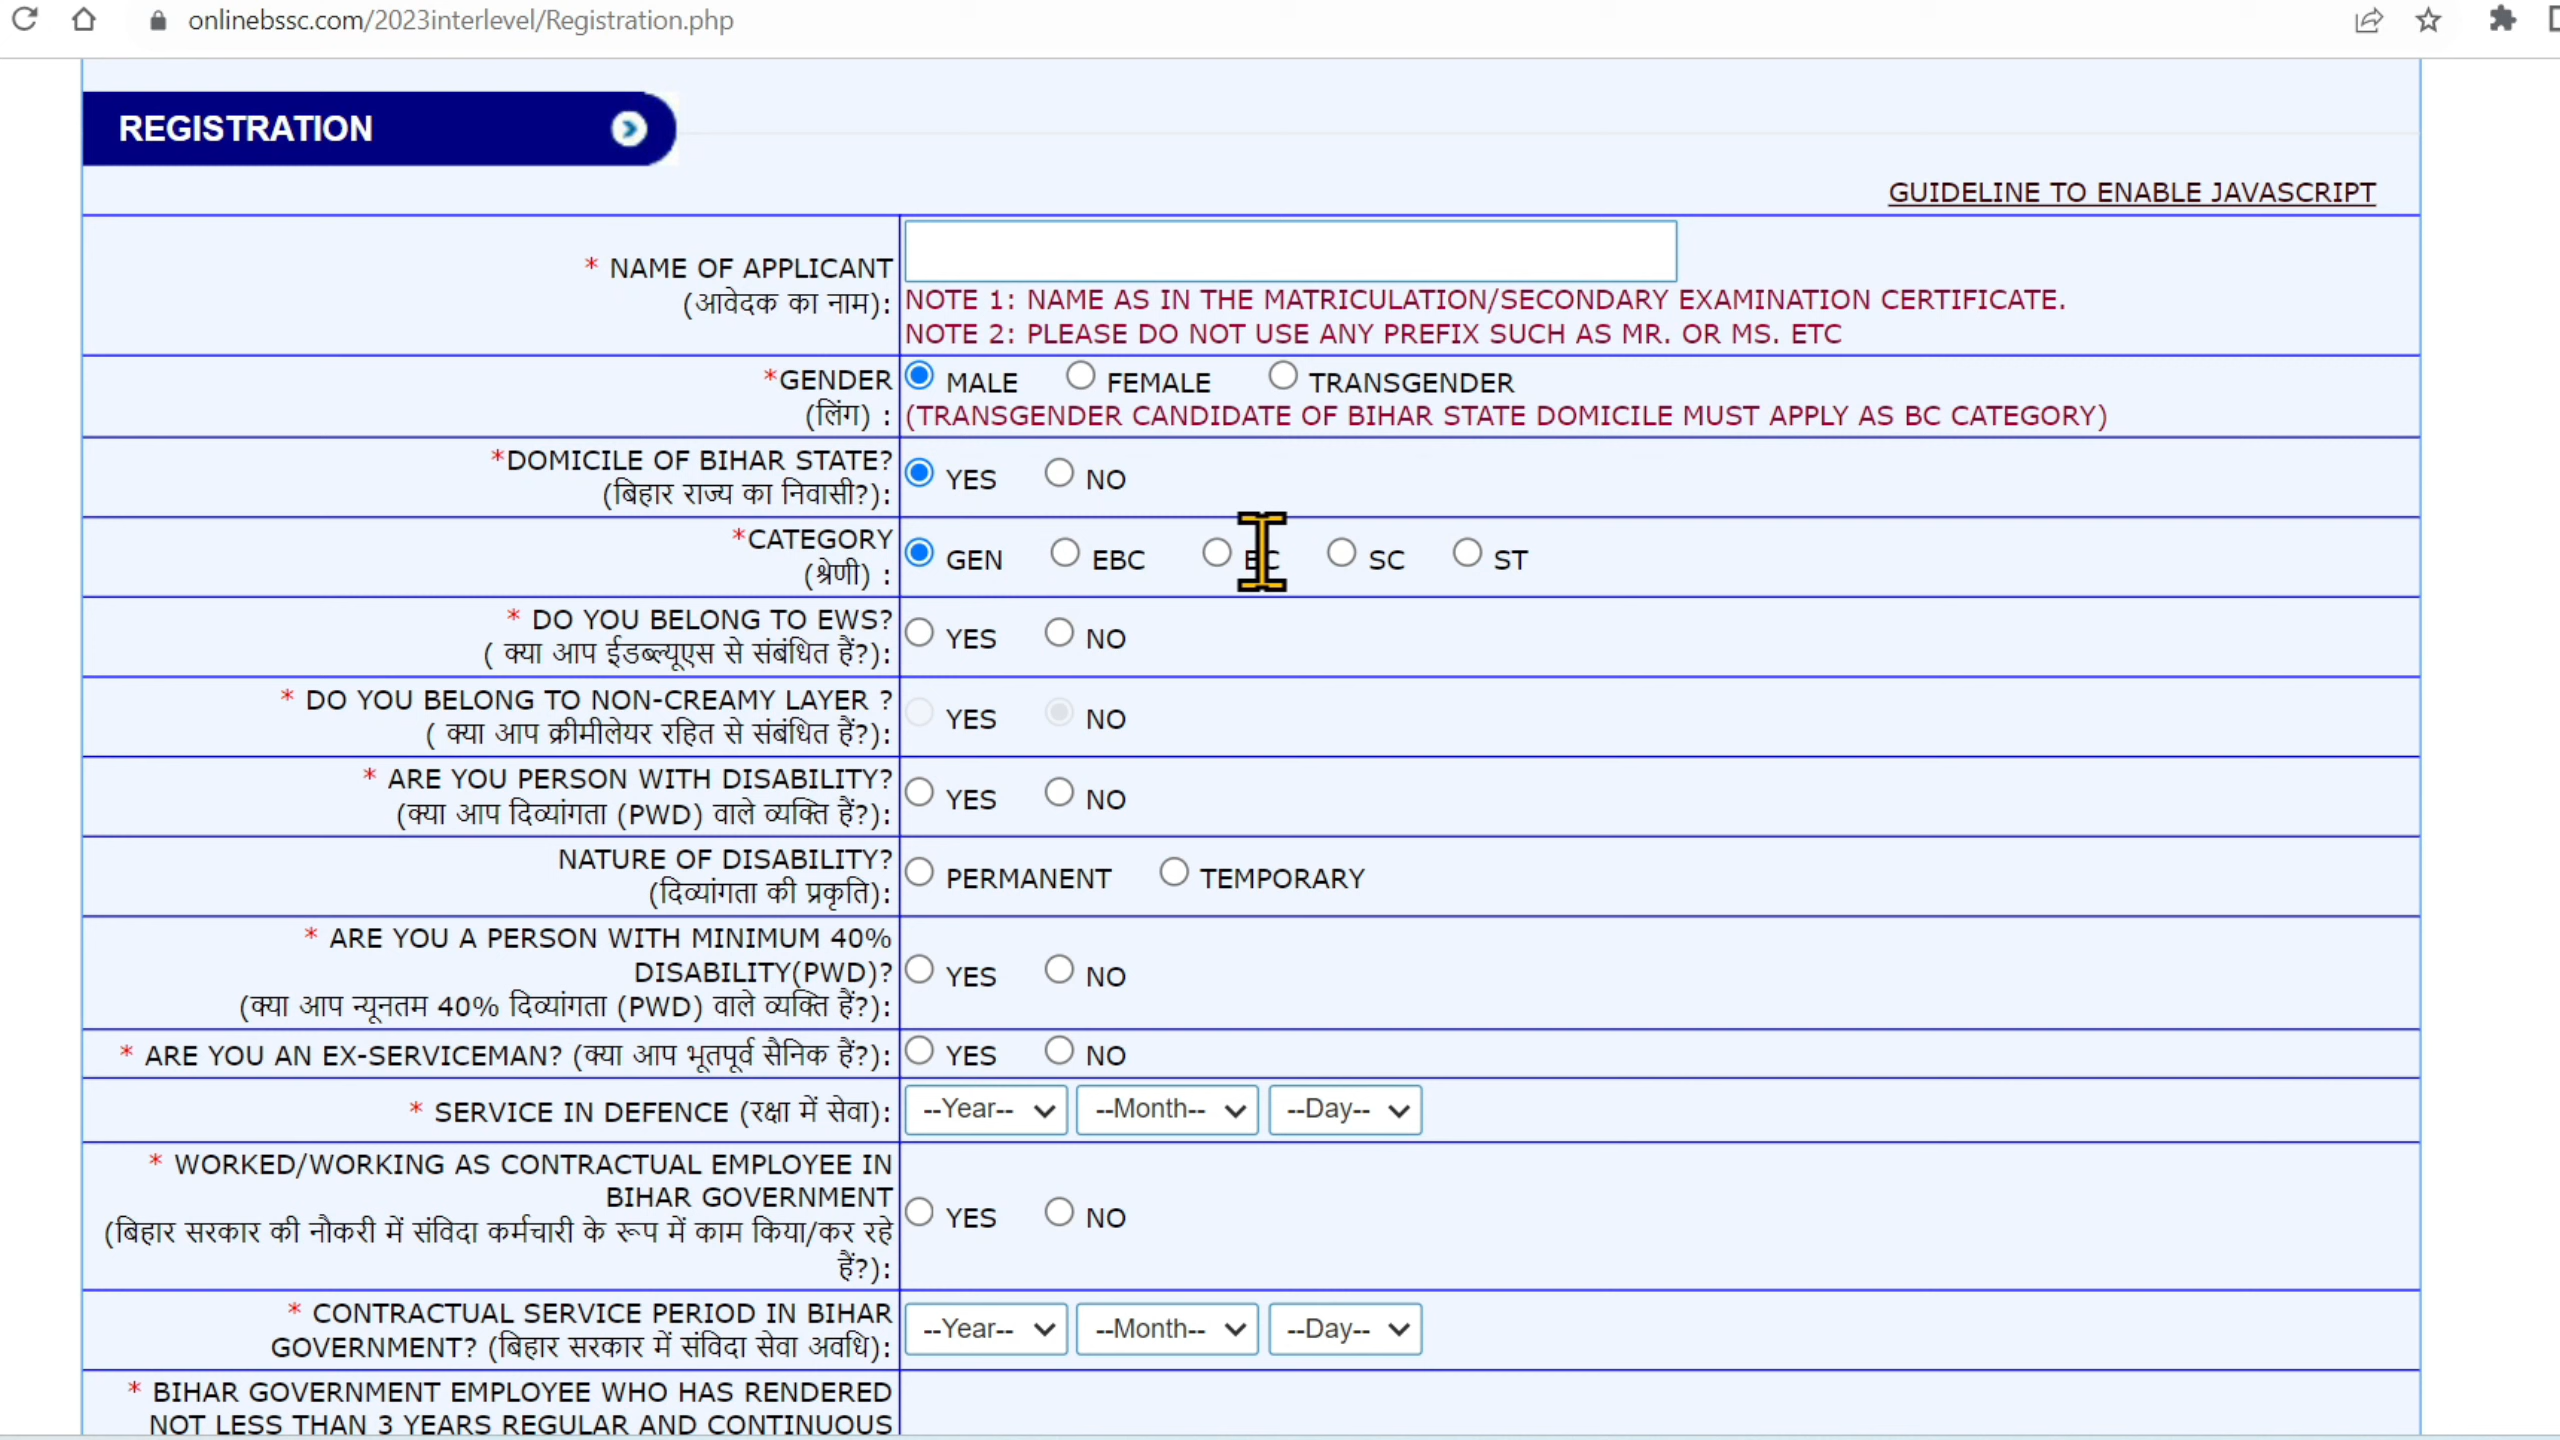 onlinebssc.com/2023interlevel/Registration.php
REGISTRATION
GUIDELINE TO ENABLE JAVASCRIPT
* NAME OF APPLICANT
(आवेदक का नाम):
NOTE 1: NAME AS IN THE MATRICULATION/SECONDARY EXAMINATION CERTIFICATE.
NOTE 2: PLEASE DO NOT USE ANY PREFIX SUCH AS MR. OR MS. ETC
*GENDER
(लिंग) :
MALE FEMALE TRANSGENDER
(TRANSGENDER CANDIDATE OF BIHAR STATE DOMICILE MUST APPLY AS BC CATEGORY)
*DOMICILE OF BIHAR STATE?
(बिहार राज्य का निवासी?):
YES NO
*CATEGORY
(श्रेणी) :
GEN EBC BC SC ST
* DO YOU BELONG TO EWS?
( क्या आप ईडब्ल्यूएस से संबंधित हैं?):
YES NO
* DO YOU BELONG TO NON-CREAMY LAYER ?
( क्या आप क्रीमीलेयर रहित से संबंधित हैं?):
YES NO
* ARE YOU PERSON WITH DISABILITY?
(क्या आप दिव्यांगता (PWD) वाले व्यक्ति हैं?):
YES NO
NATURE OF DISABILITY?
(दिव्यांगता की प्रकृति):
PERMANENT TEMPORARY
* ARE YOU A PERSON WITH MINIMUM 40%
DISABILITY(PWD)?
(क्या आप न्यूनतम 40% दिव्यांगता (PWD) वाले व्यक्ति हैं?):
YES NO
* ARE YOU AN EX-SERVICEMAN? (क्या आप भूतपूर्व सैनिक हैं?):
YES NO
* SERVICE IN DEFENCE (रक्षा में सेवा):
--Year-- --Month-- --Day--
* WORKED/WORKING AS CONTRACTUAL EMPLOYEE IN
BIHAR GOVERNMENT
(बिहार सरकार की नौकरी में संविदा कर्मचारी के रूप में काम किया/कर रहे
हैं?):
YES NO
* CONTRACTUAL SERVICE PERIOD IN BIHAR
GOVERNMENT? (बिहार सरकार में संविदा सेवा अवधि):
--Year-- --Month-- --Day--
* BIHAR GOVERNMENT EMPLOYEE WHO HAS RENDERED
NOT LESS THAN 3 YEARS REGULAR AND CONTINUOUS